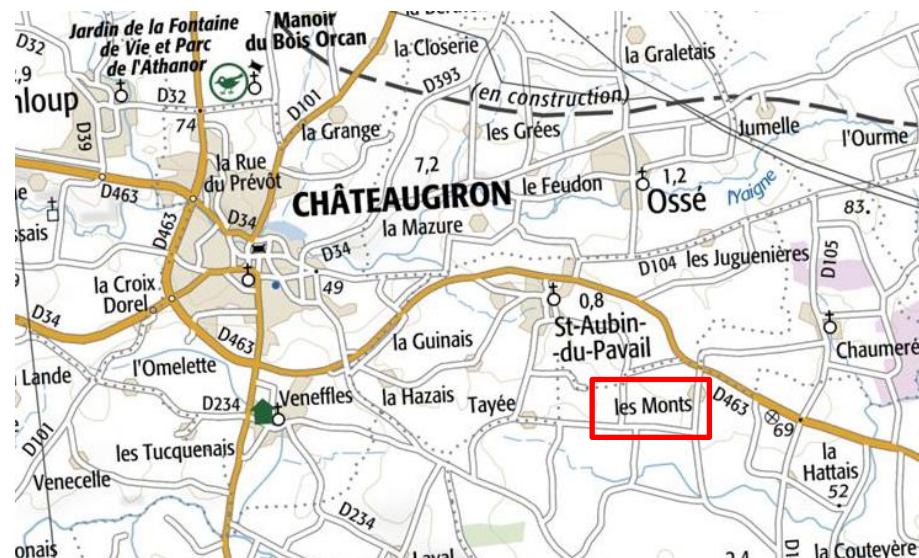 Jardin de la Fontaine
de Vie et Parc
de l'Athanor
Manoir
du Bois Orcan
la Closerie
la Graletais
D32
D393
D32
D101
(en construction)
74
D39
la Grange
les Grées
Jumelle
l'Ourme
la Rue
du Prévôt
7,2
le Feudon
1,2
Ossé
l'Yaigne
D463
CHÂTEAUGIRON
83
D463
D34
la Mazure
D34
D104
les Juguenières
D105
la Croix
Dorel
49
0,8
D34
St-Aubin-
-du-Pavail
D463
la Guinais
Chaumeré
Lande
l'Omelette
D234
Veneffles
la Hazais
Tayée
les Monts
D463
69
D101
les Tucquenais
la
Hattais
Venecelle
52
D234
Laval
2,4
la Coutevère